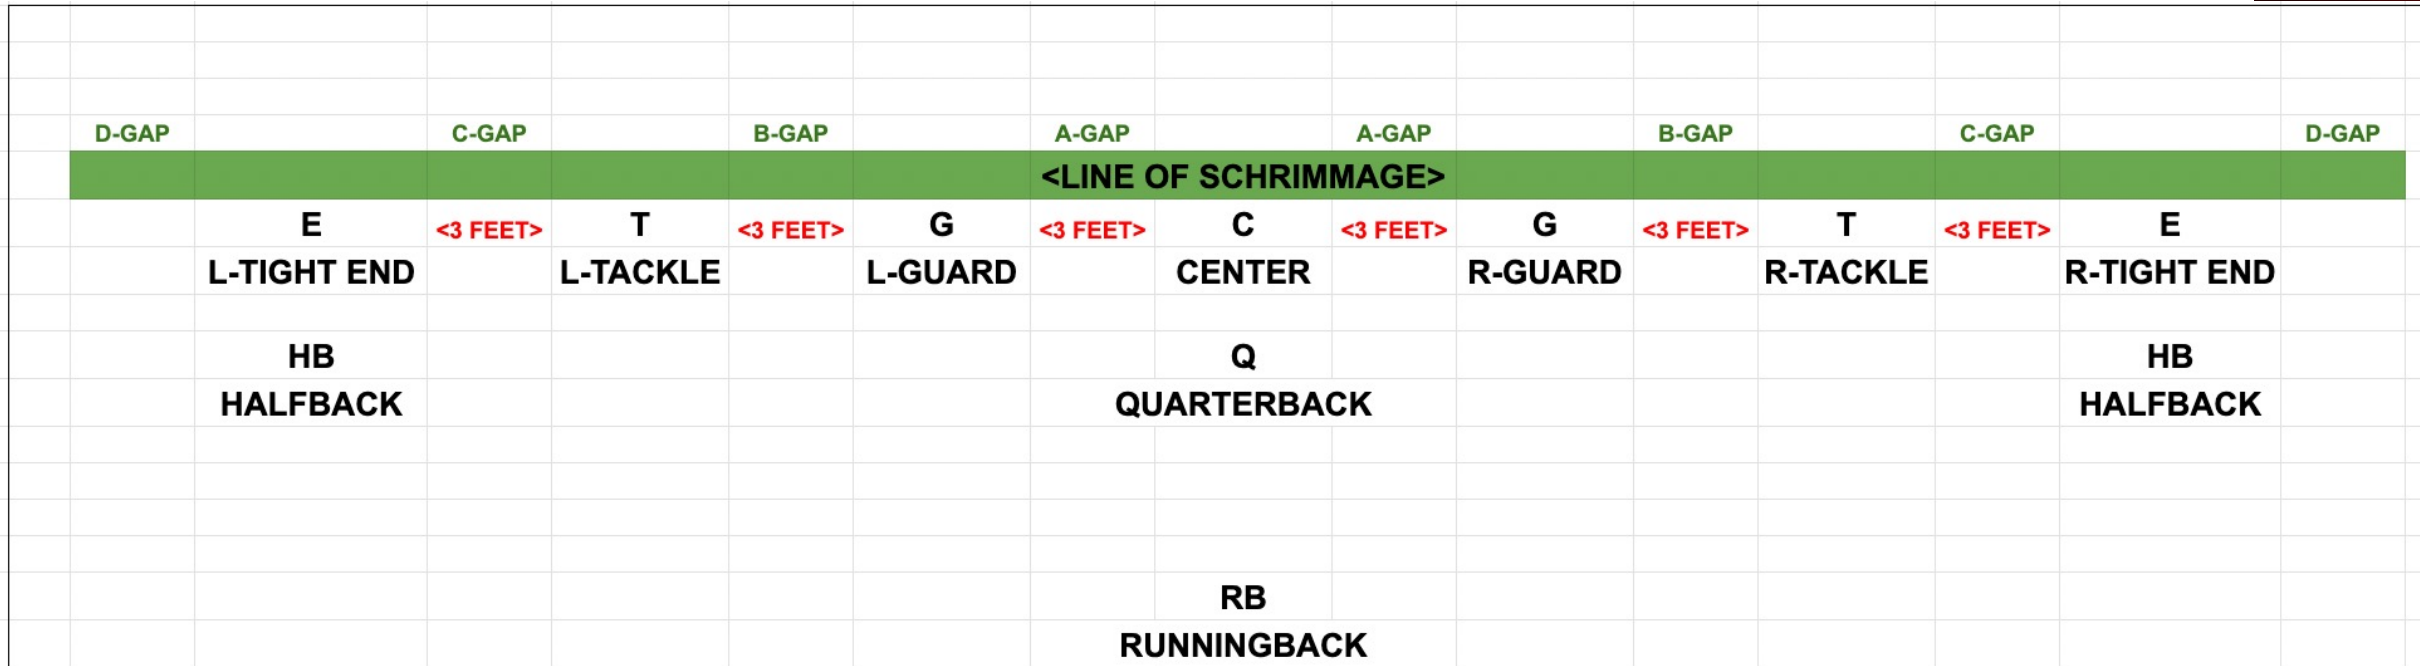 D-GAP C-GAP B-GAP A-GAP A-GAP B-GAP C-GAP D-GAP
<LINE OF SCHRIMMAGE>
E <3 FEET> T <3 FEET> G <3 FEET> C <3 FEET> G <3 FEET> T <3 FEET> E
L-TIGHT END L-TACKLE L-GUARD CENTER R-GUARD R-TACKLE R-TIGHT END
HB Q HB
HALFBACK QUARTERBACK HALFBACK
RB
RUNNINGBACK